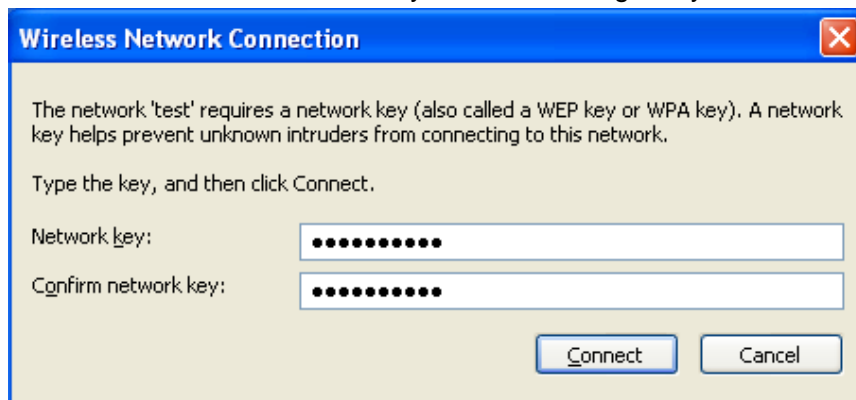 Wireless Network Connection
The network 'test' requires a network key (also called a WEP key or WPA key). A network
key helps prevent unknown intruders from connecting to this network.
Type the key, and then click Connect.
Network key: ●●●●●●●●●●
Confirm network key: ●●●●●●●●●●
Connect Cancel